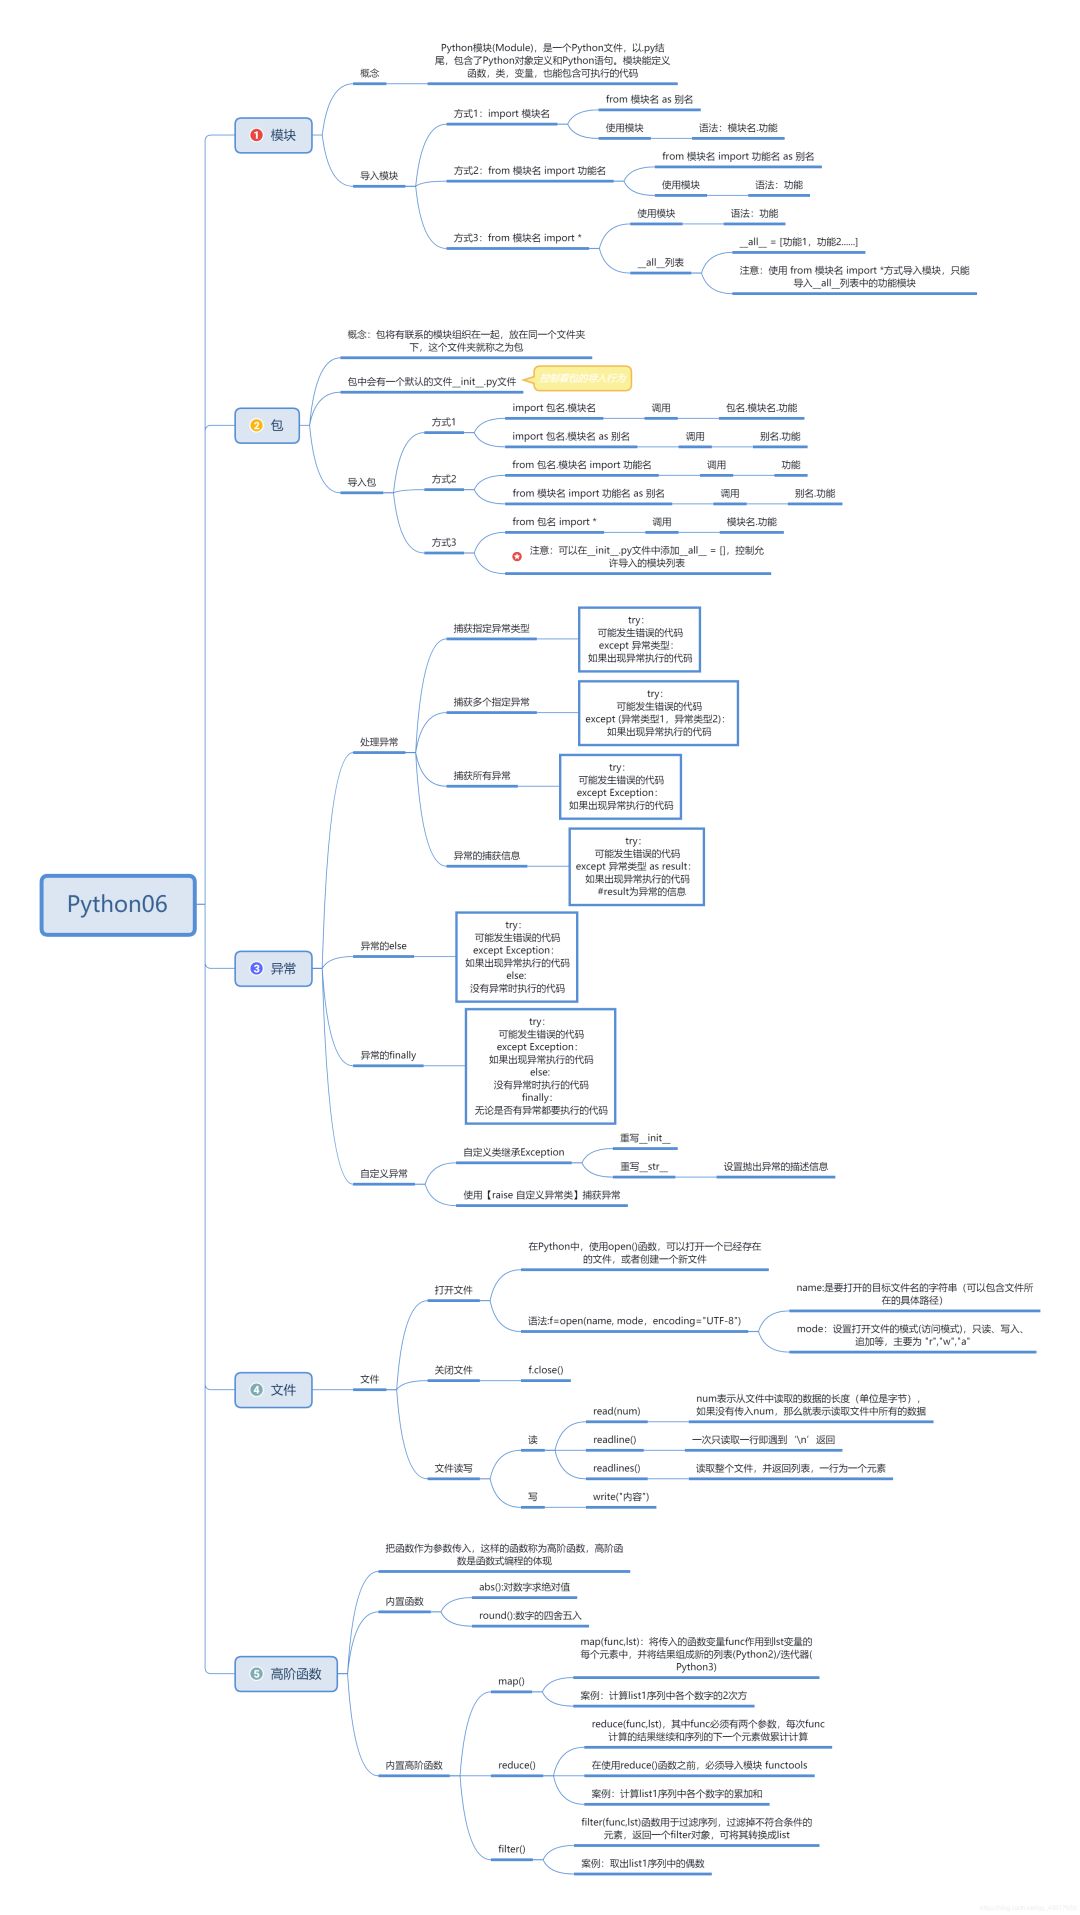 Python06
1 模块
概念
Python模块(Module)，是一个Python文件，以.py结
尾，包含了Python对象定义和Python语句。模块能定义
函数，类，变量，也能包含可执行的代码
导入模块
方式1：import 模块名
from 模块名 as 别名
使用模块
语法：模块名.功能
方式2：from 模块名 import 功能名
from 模块名 import 功能名 as 别名
使用模块
语法：功能
方式3：from 模块名 import *
使用模块
语法：功能
__all__列表
__all__ = [功能1，功能2......]
注意：使用 from 模块名 import *方式导入模块，只能
导入__all__列表中的功能模块
2 包
概念：包将有联系的模块组织在一起，放在同一个文件夹
下，这个文件夹就称之为包
包中会有一个默认的文件__init__.py文件
控制着包的导入行为
导入包
方式1
import 包名.模块名
调用
包名.模块名.功能
import 包名.模块名 as 别名
调用
别名.功能
方式2
from 包名.模块名 import 功能名
调用
功能
from 模块名 import 功能名 as 别名
调用
别名.功能
方式3
from 包名 import *
调用
模块名.功能
注意：可以在__init__.py文件中添加__all__ = []，控制允
许导入的模块列表
3 异常
处理异常
捕获指定异常类型
try：
可能发生错误的代码
except 异常类型：
如果出现异常执行的代码
捕获多个指定异常
try：
可能发生错误的代码
except (异常类型1，异常类型2)：
如果出现异常执行的代码
捕获所有异常
try：
可能发生错误的代码
except Exception：
如果出现异常执行的代码
异常的捕获信息
try：
可能发生错误的代码
except 异常类型 as result：
如果出现异常执行的代码
#result为异常的信息
异常的else
try：
可能发生错误的代码
except Exception：
如果出现异常执行的代码
else:
没有异常时执行的代码
异常的finally
try：
可能发生错误的代码
except Exception：
如果出现异常执行的代码
else:
没有异常时执行的代码
finally：
无论是否有异常都要执行的代码
自定义异常
自定义类继承Exception
重写__init__
重写__str__
设置抛出异常的描述信息
使用【raise 自定义异常类】捕获异常
4 文件
文件
打开文件
在Python中，使用open()函数，可以打开一个已经存在
的文件，或者创建一个新文件
语法:f=open(name, mode，encoding="UTF-8")
name:是要打开的目标文件名的字符串（可以包含文件所
在的具体路径）
mode：设置打开文件的模式(访问模式)，只读、写入、
追加等，主要为 "r","w","a"
关闭文件
f.close()
文件读写
读
read(num)
num表示从文件中读取的数据的长度（单位是字节），
如果没有传入num，那么就表示读取文件中所有的数据
readline()
一次只读取一行即遇到‘\n’返回
readlines()
读取整个文件，并返回列表，一行为一个元素
写
write("内容")
5 高阶函数
把函数作为参数传入，这样的函数称为高阶函数，高阶函
数是函数式编程的体现
内置函数
abs():对数字求绝对值
round():数字的四舍五入
内置高阶函数
map()
map(func,lst)：将传入的函数变量func作用到lst变量的
每个元素中，并将结果组成新的列表(Python2)/迭代器(
Python3)
案例：计算list1序列中各个数字的2次方
reduce()
reduce(func,lst)，其中func必须有两个参数，每次func
计算的结果继续和序列的下一个元素做累计计算
在使用reduce()函数之前，必须导入模块 functools
案例：计算list1序列中各个数字的累加和
filter()
filter(func,lst)函数用于过滤序列，过滤掉不符合条件的
元素，返回一个filter对象，可将其转换成list
案例：取出list1序列中的偶数